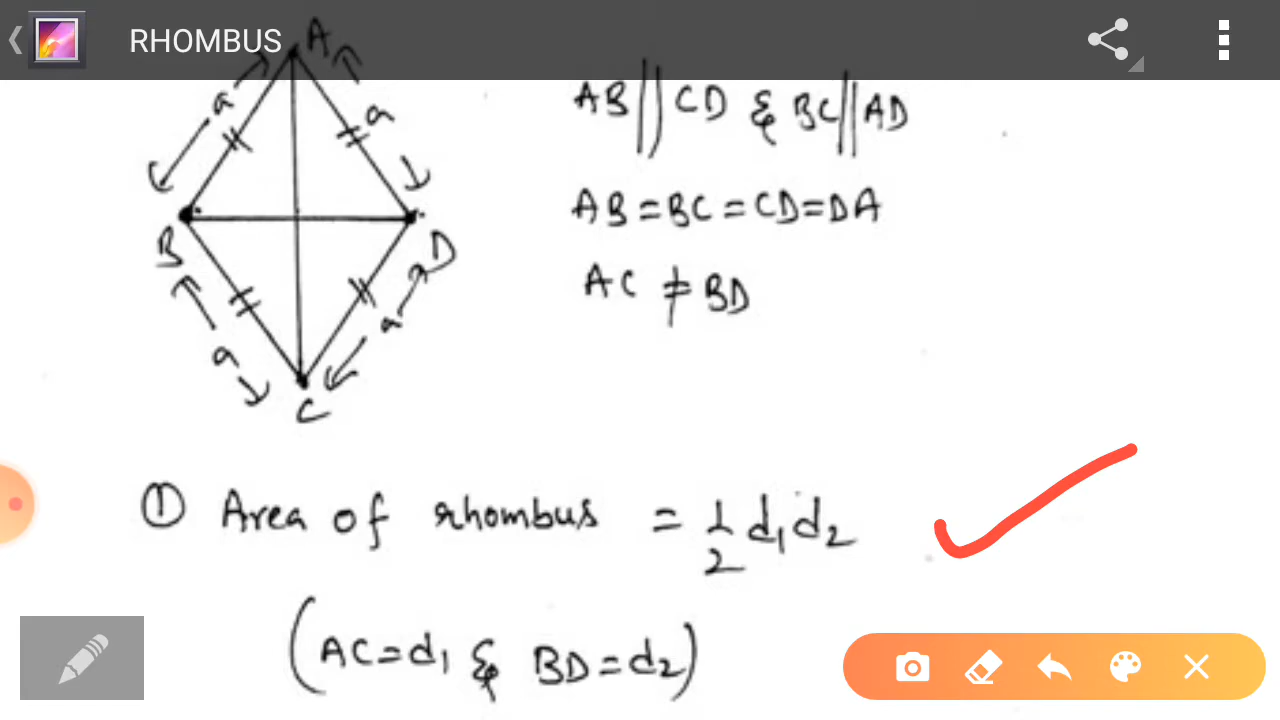 RHOMBUS
A
a
a
AB || CD & BC || AD
AB = BC = CD = DA
B
D
AC ≠ BD
a
a
C
① Area of rhombus = 1/2 d₁d₂
(AC = d₁ & BD = d₂)